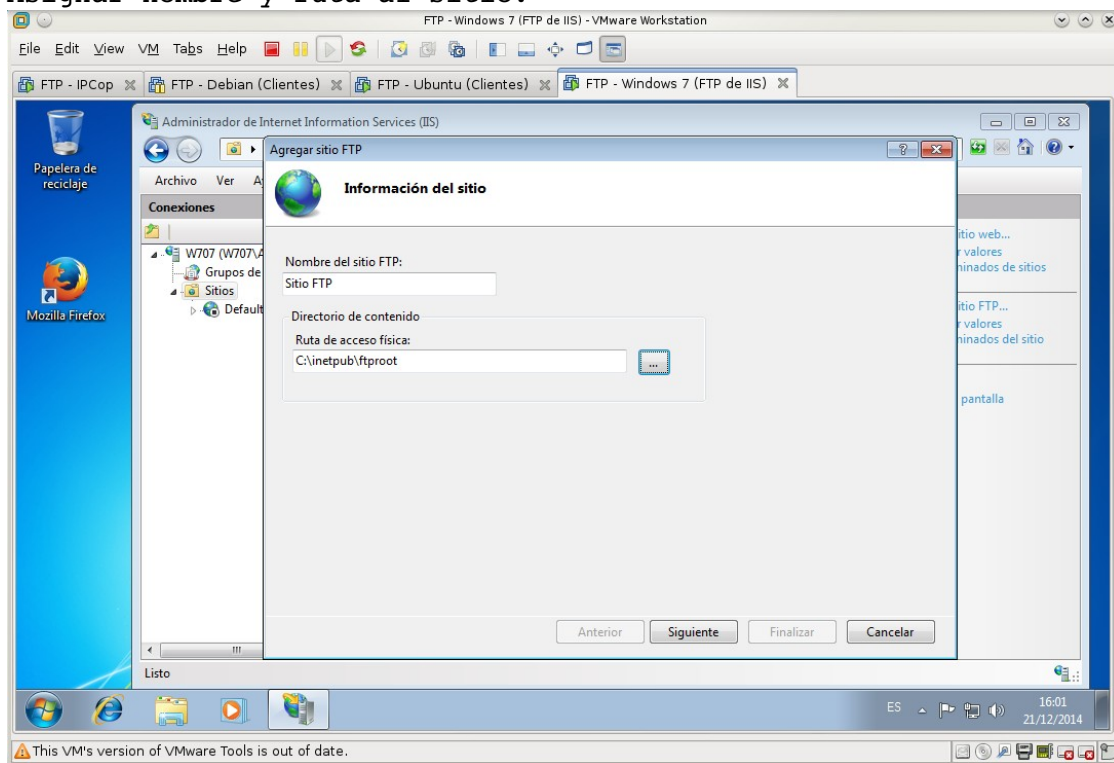 Asignar nombre y ruta al sitio:
FTP - Windows 7 (FTP de IIS) - VMware Workstation
File Edit View VM Tabs Help
FTP - IPCop
FTP - Debian (Clientes)
FTP - Ubuntu (Clientes)
FTP - Windows 7 (FTP de IIS)
Papelera de
reciclaje
Mozilla Firefox
Administrador de Internet Information Services (IIS)
Archivo Ver
Conexiones
W707 (W707\A
Grupos de
Sitios
Default
Agregar sitio FTP
Información del sitio
Nombre del sitio FTP:
Sitio FTP
Directorio de contenido
Ruta de acceso física:
C:\inetpub\ftproot
...
Anterior
Siguiente
Finalizar
Cancelar
itio web...
r valores
ninados de sitios
itio FTP...
r valores
ninados del sitio
pantalla
Listo
ES
16:01
21/12/2014
This VM's version of VMware Tools is out of date.